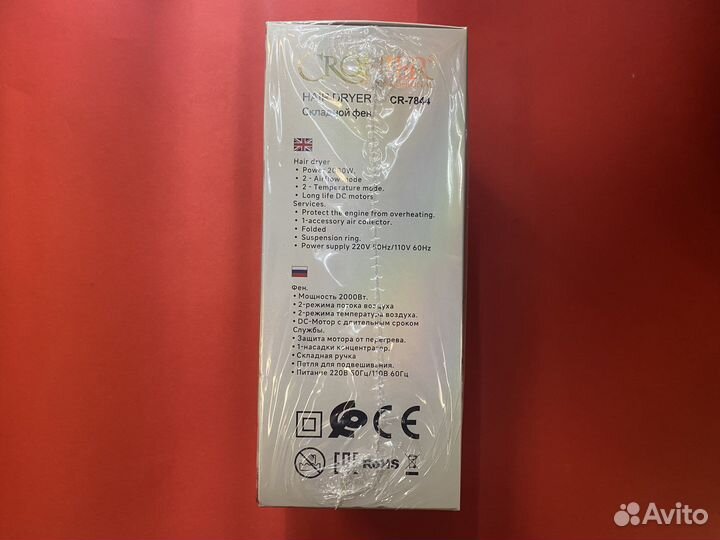 HAIR DRYER CR-7844
Складной фен
Hair dryer
• Power 2000W.
• 2 - Airflow mode
• 2 - Temperature mode.
• Long life DC motors
Services.
• Protect the engine from overheating.
• 1-accessory air collector.
• Folded
• Suspension ring.
• Power supply 220V 50Hz/110V 60Hz
Фен.
• Мощность 2000Вт.
• 2-режима потока воздуха
• 2-режима температура воздуха.
• DC-Мотор с длительным сроком
Службы.
• Защита мотора от перегрева.
• 1-насадки концентратор.
• Складная ручка
• Петля для подвешивания.
• Питание 220В 50Гц/110В 60Гц
CE
EAC RoHS
Avito